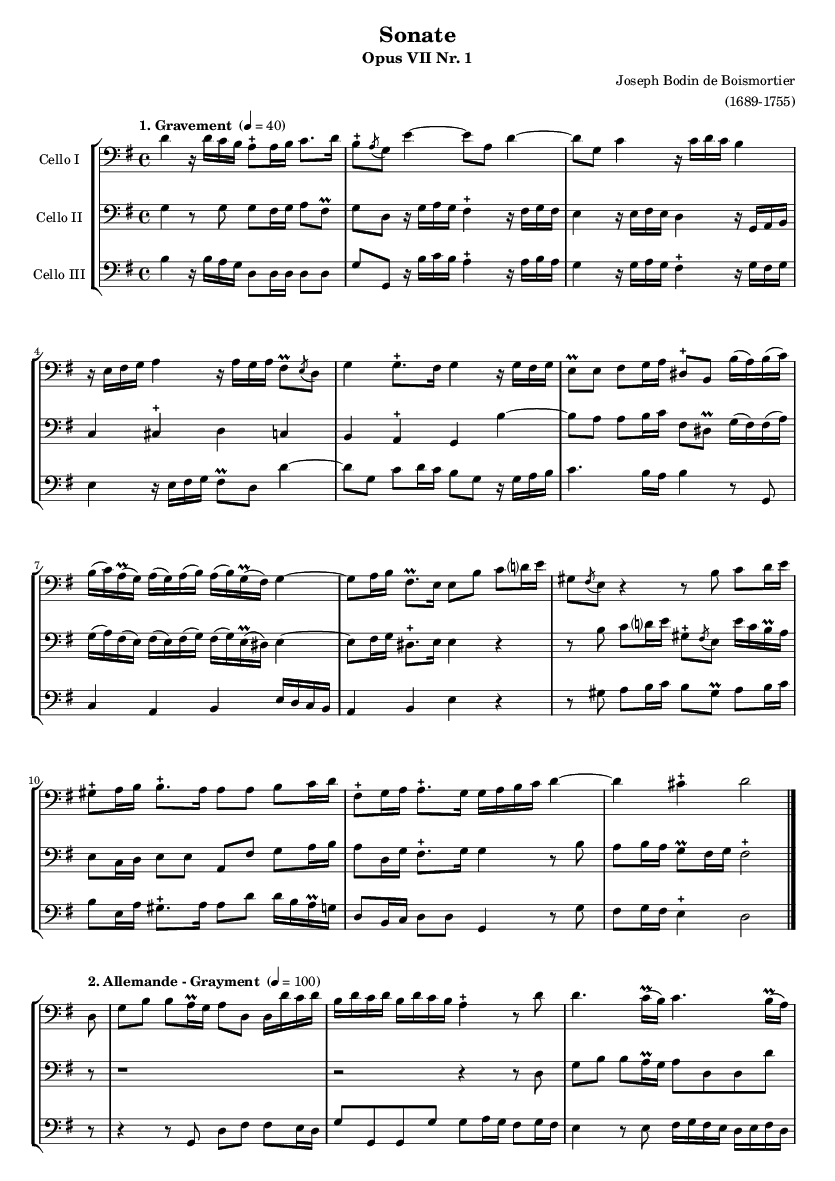 Sonate
Opus VII Nr. 1
Joseph Bodin de Boismortier
(1689-1755)
1. Gravement (♩ = 40)
Cello I
Cello II
Cello III
4
7
10
2. Allemande - Grayment (♩ = 100)